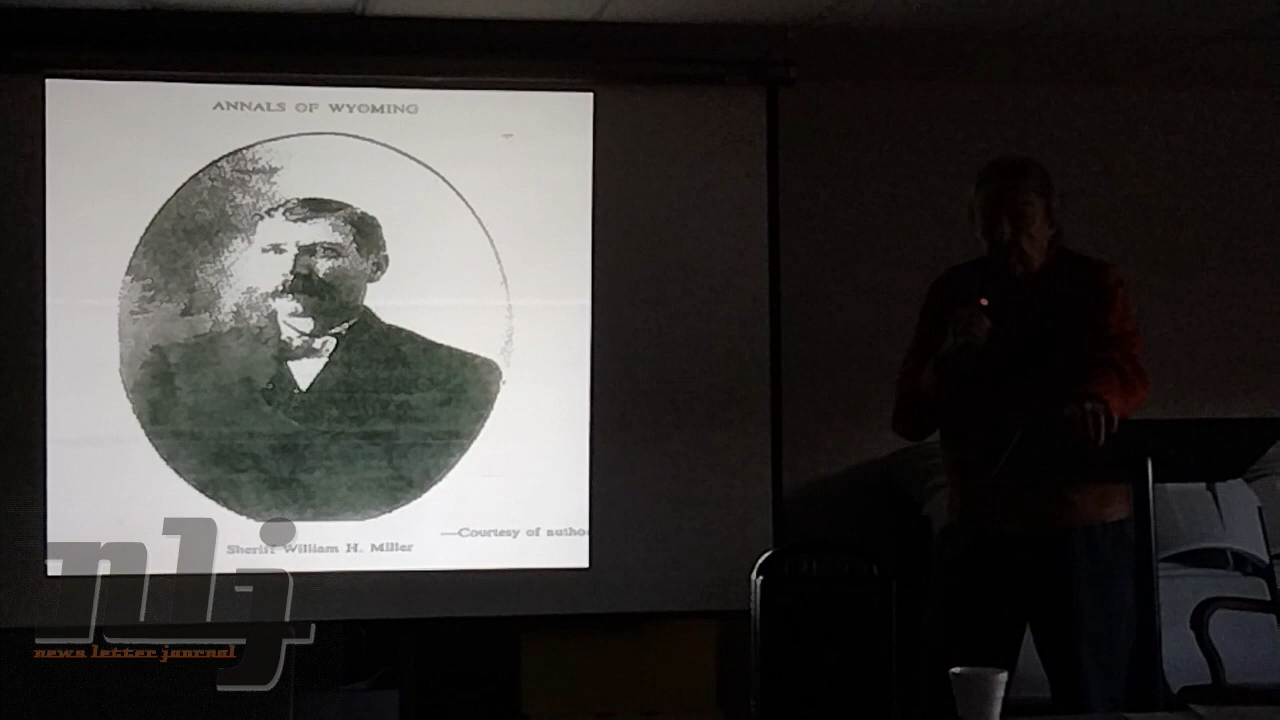 ANNALS OF WYOMING
—Courtesy of autho
Sheriff William H. Miller
nlj
news letter journal